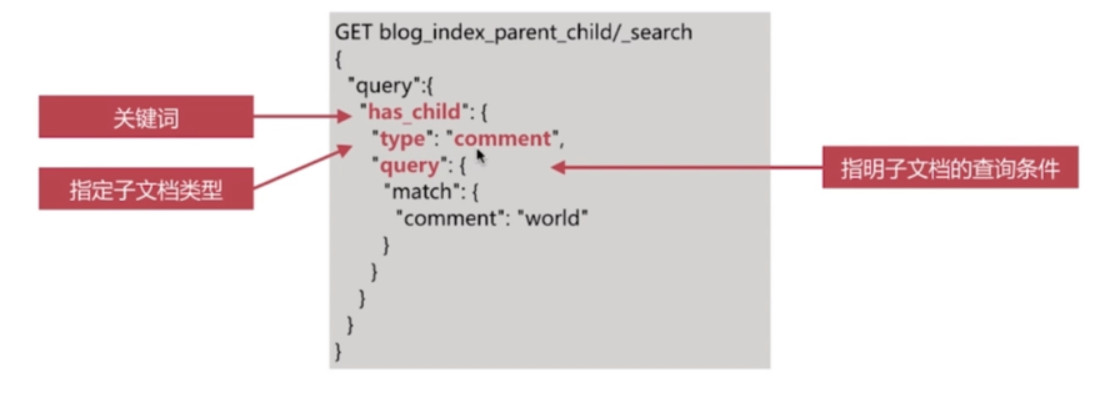 GET blog_index_parent_child/_search
{
"query":{
关键词
"has_child": {
"type": "comment",
指定子文档类型
"query": {
指明子文档的查询条件
"match": {
"comment": "world"
}
}
}
}
}